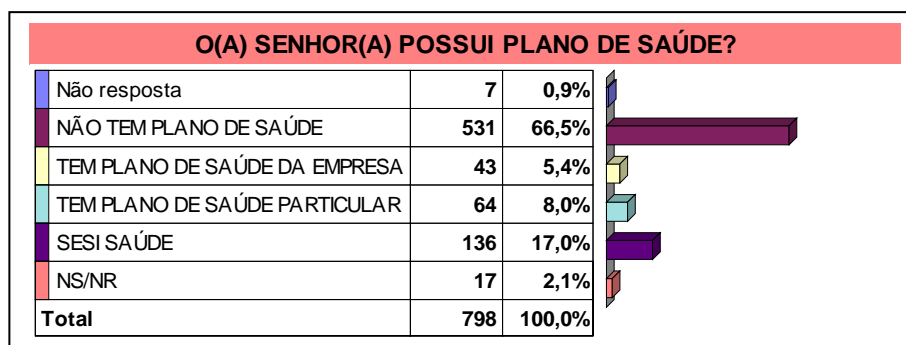 O(A) SENHOR(A) POSSUI PLANO DE SAÚDE?
Não resposta 7 0,9%
NÃO TEM PLANO DE SAÚDE 531 66,5%
TEM PLANO DE SAÚDE DA EMPRESA 43 5,4%
TEM PLANO DE SAÚDE PARTICULAR 64 8,0%
SESI SAÚDE 136 17,0%
NS/NR 17 2,1%
Total 798 100,0%